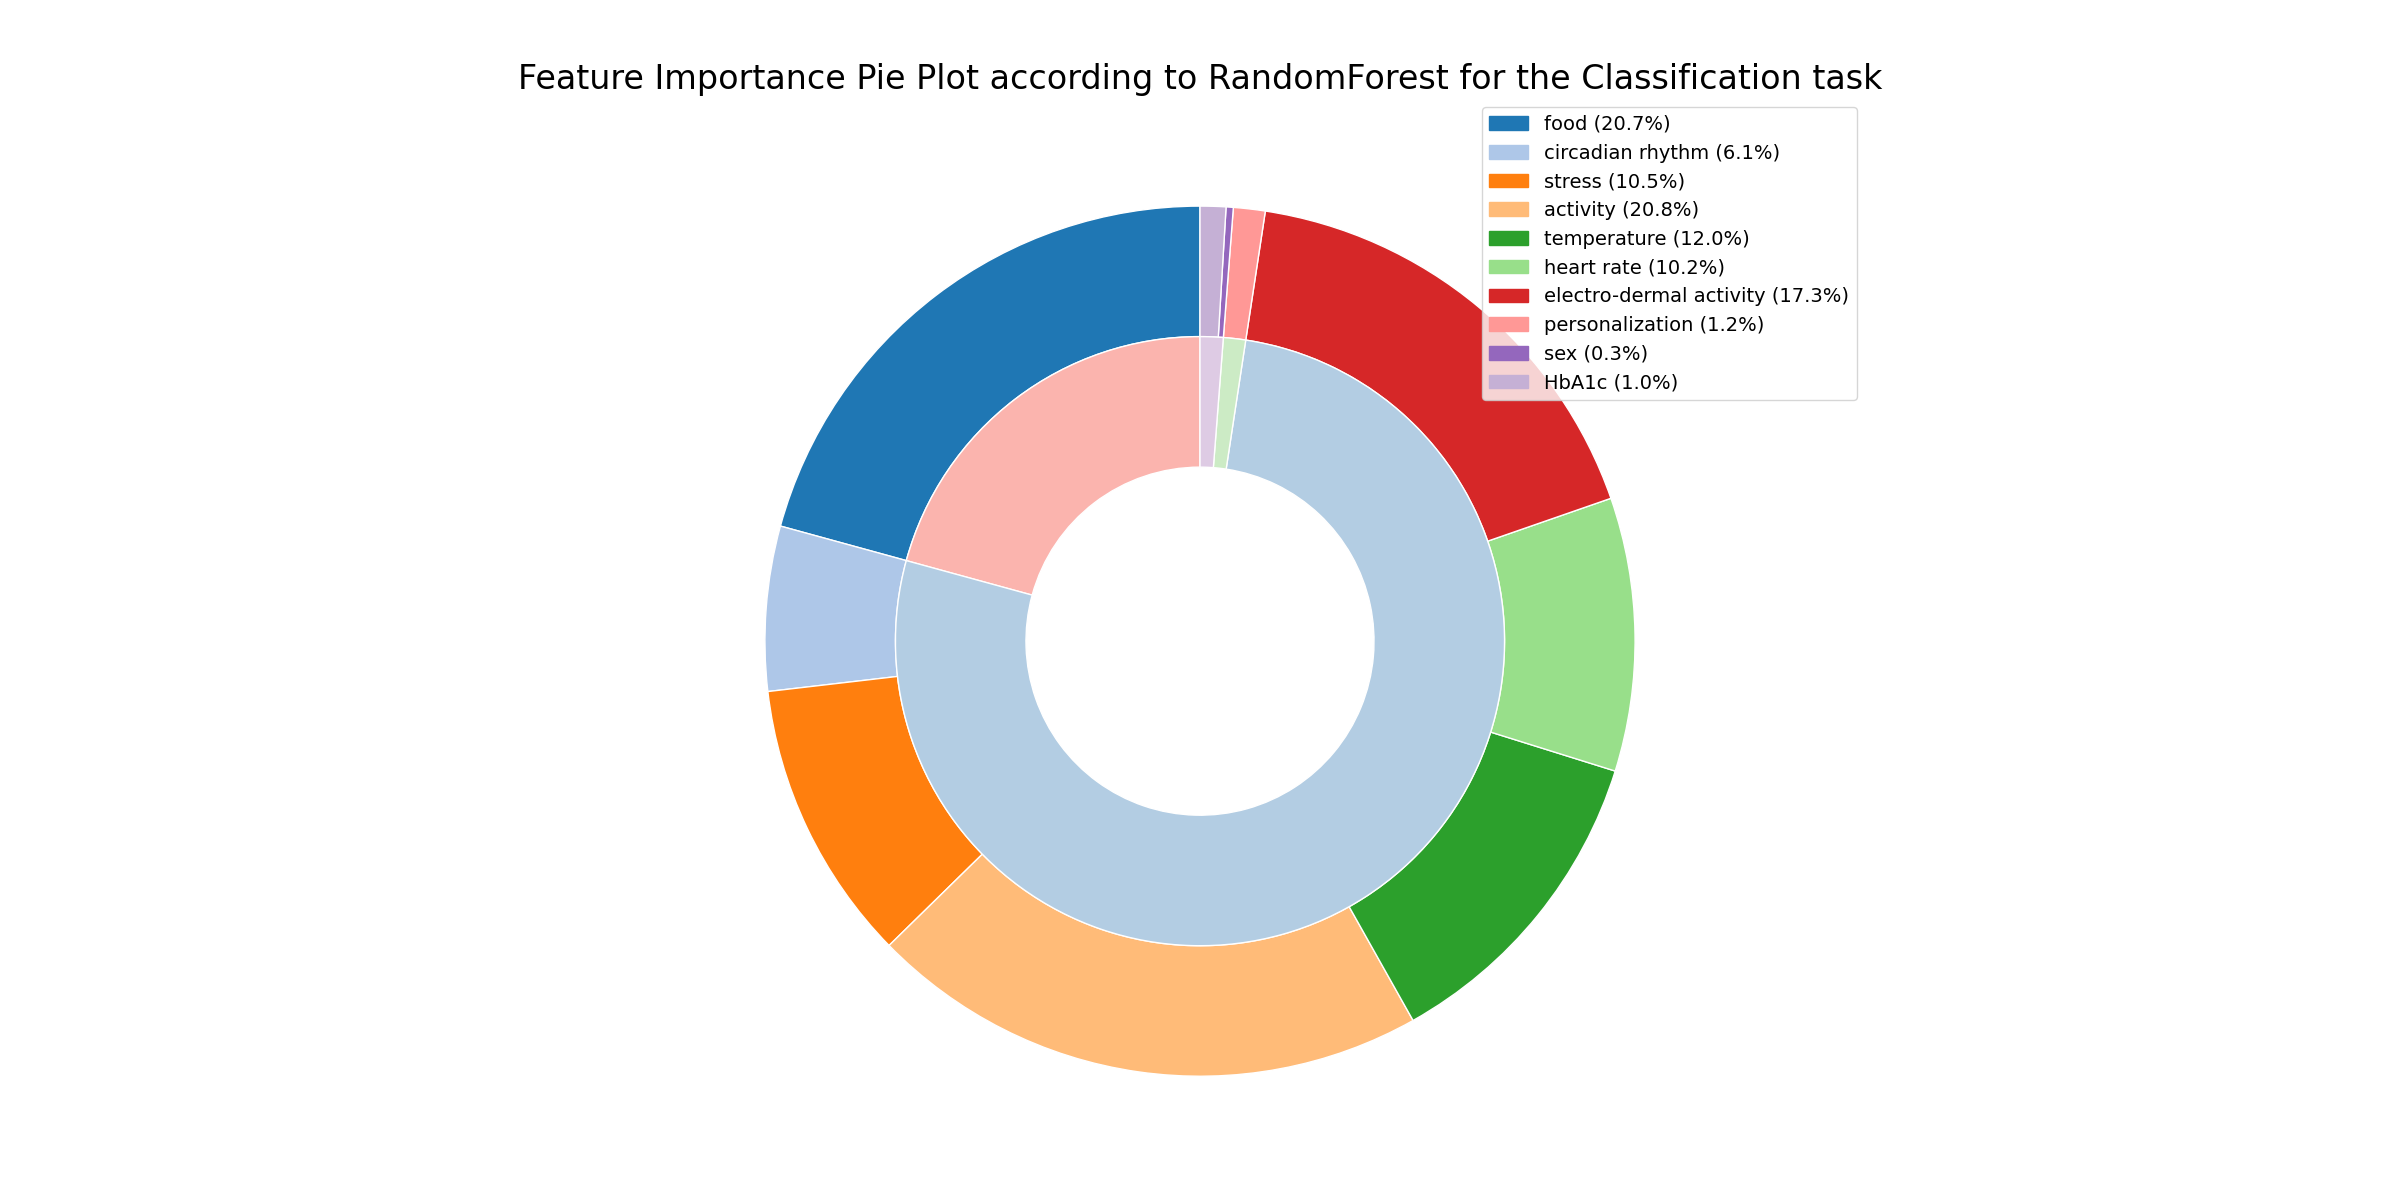 Feature Importance Pie Plot according to RandomForest for the Classification task
food (20.7%)
circadian rhythm (6.1%)
stress (10.5%)
activity (20.8%)
temperature (12.0%)
heart rate (10.2%)
electro-dermal activity (17.3%)
personalization (1.2%)
sex (0.3%)
HbA1c (1.0%)